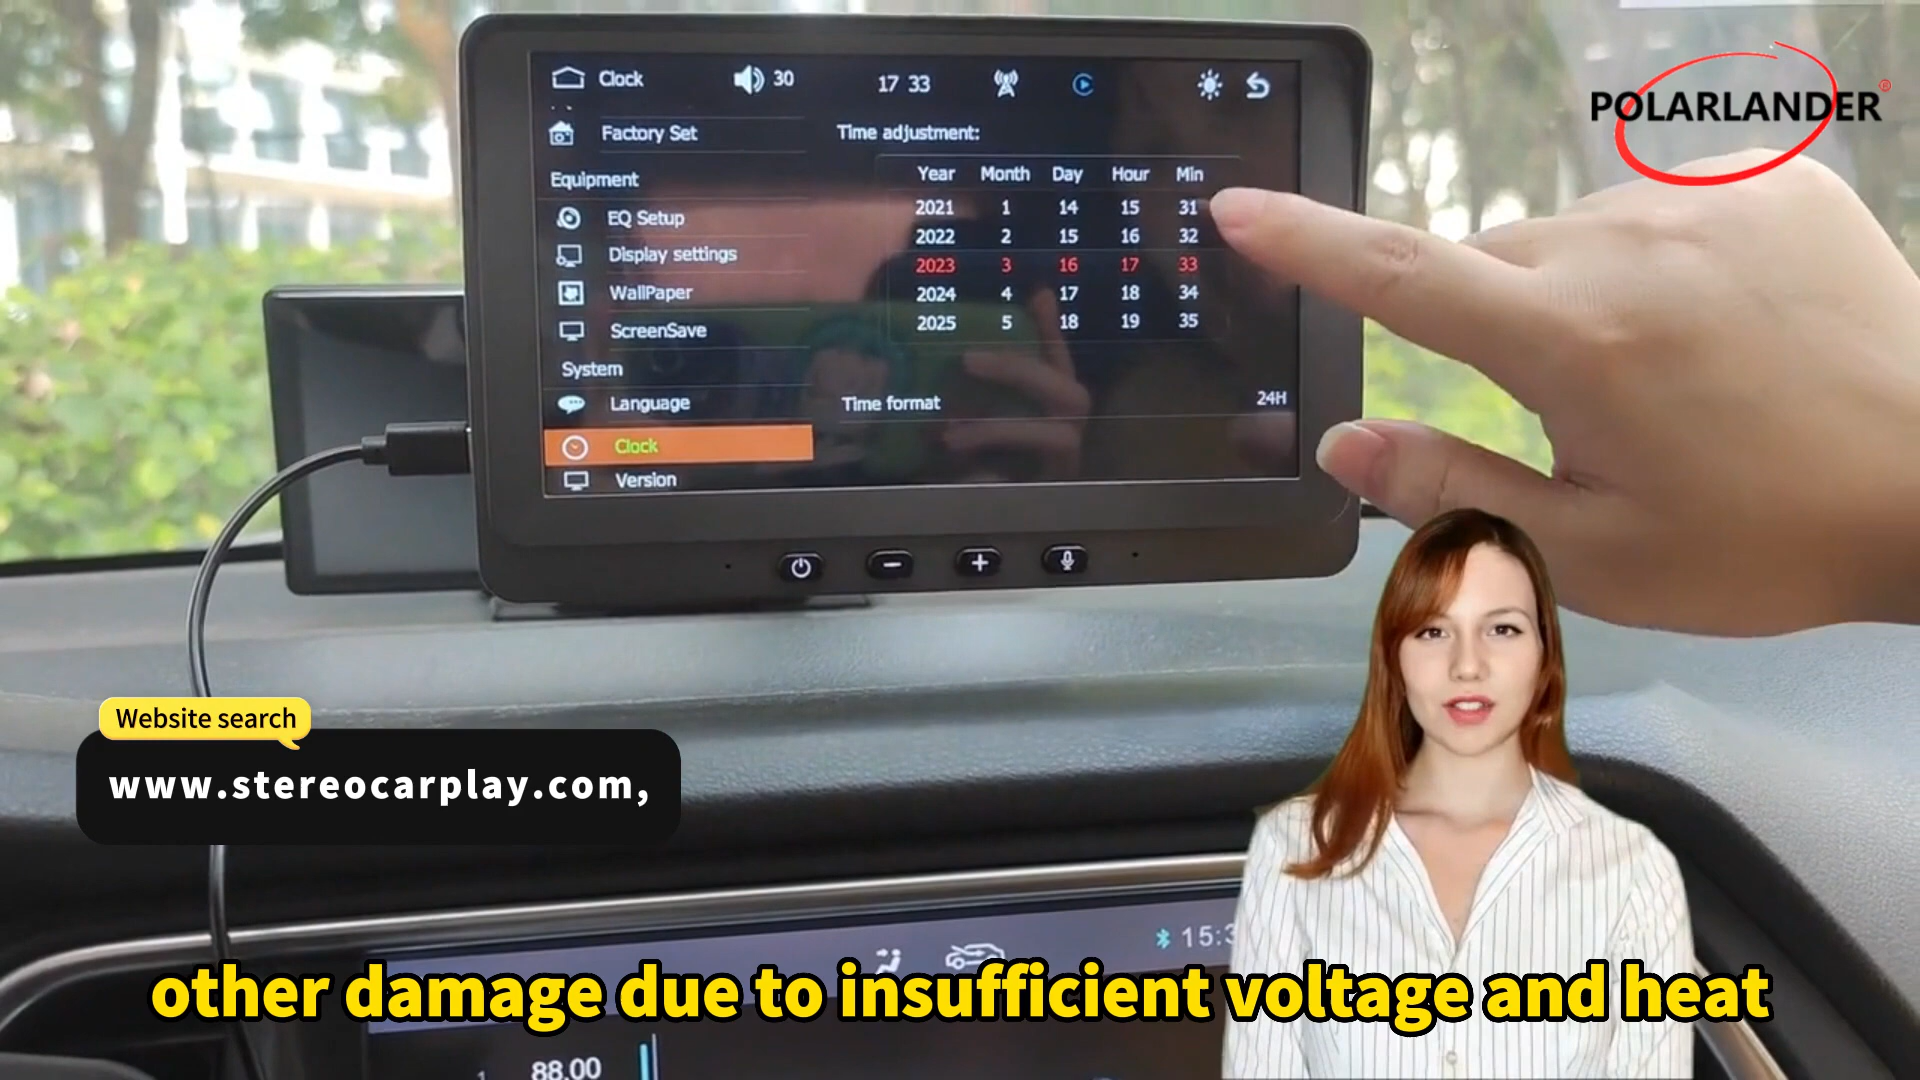 Clock 30 17 33
POLARLANDER®
Factory Set
Time adjustment:
Equipment
Year Month Day Hour Min
EQ Setup
2021 1 14 15 31
2022 2 15 16 32
Display settings
2023 3 16 17 33
WallPaper
2024 4 17 18 34
ScreenSave
2025 5 18 19 35
System
Language
Time format 24H
Clock
Version
Website search
www.stereocarplay.com,
15:3
other damage due to insufficient voltage and heat
1 88.00